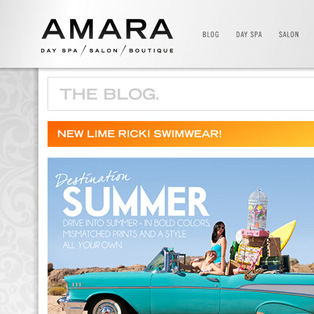 AMARA
DAY SPA / SALON / BOUTIQUE
BLOG DAY SPA SALON
THE BLOG.
NEW LIME RICKI SWIMWEAR!
Destination
SUMMER
DRIVE INTO SUMMER - IN BOLD COLORS,
MISMATCHED PRINTS AND A STYLE
ALL YOUR OWN.